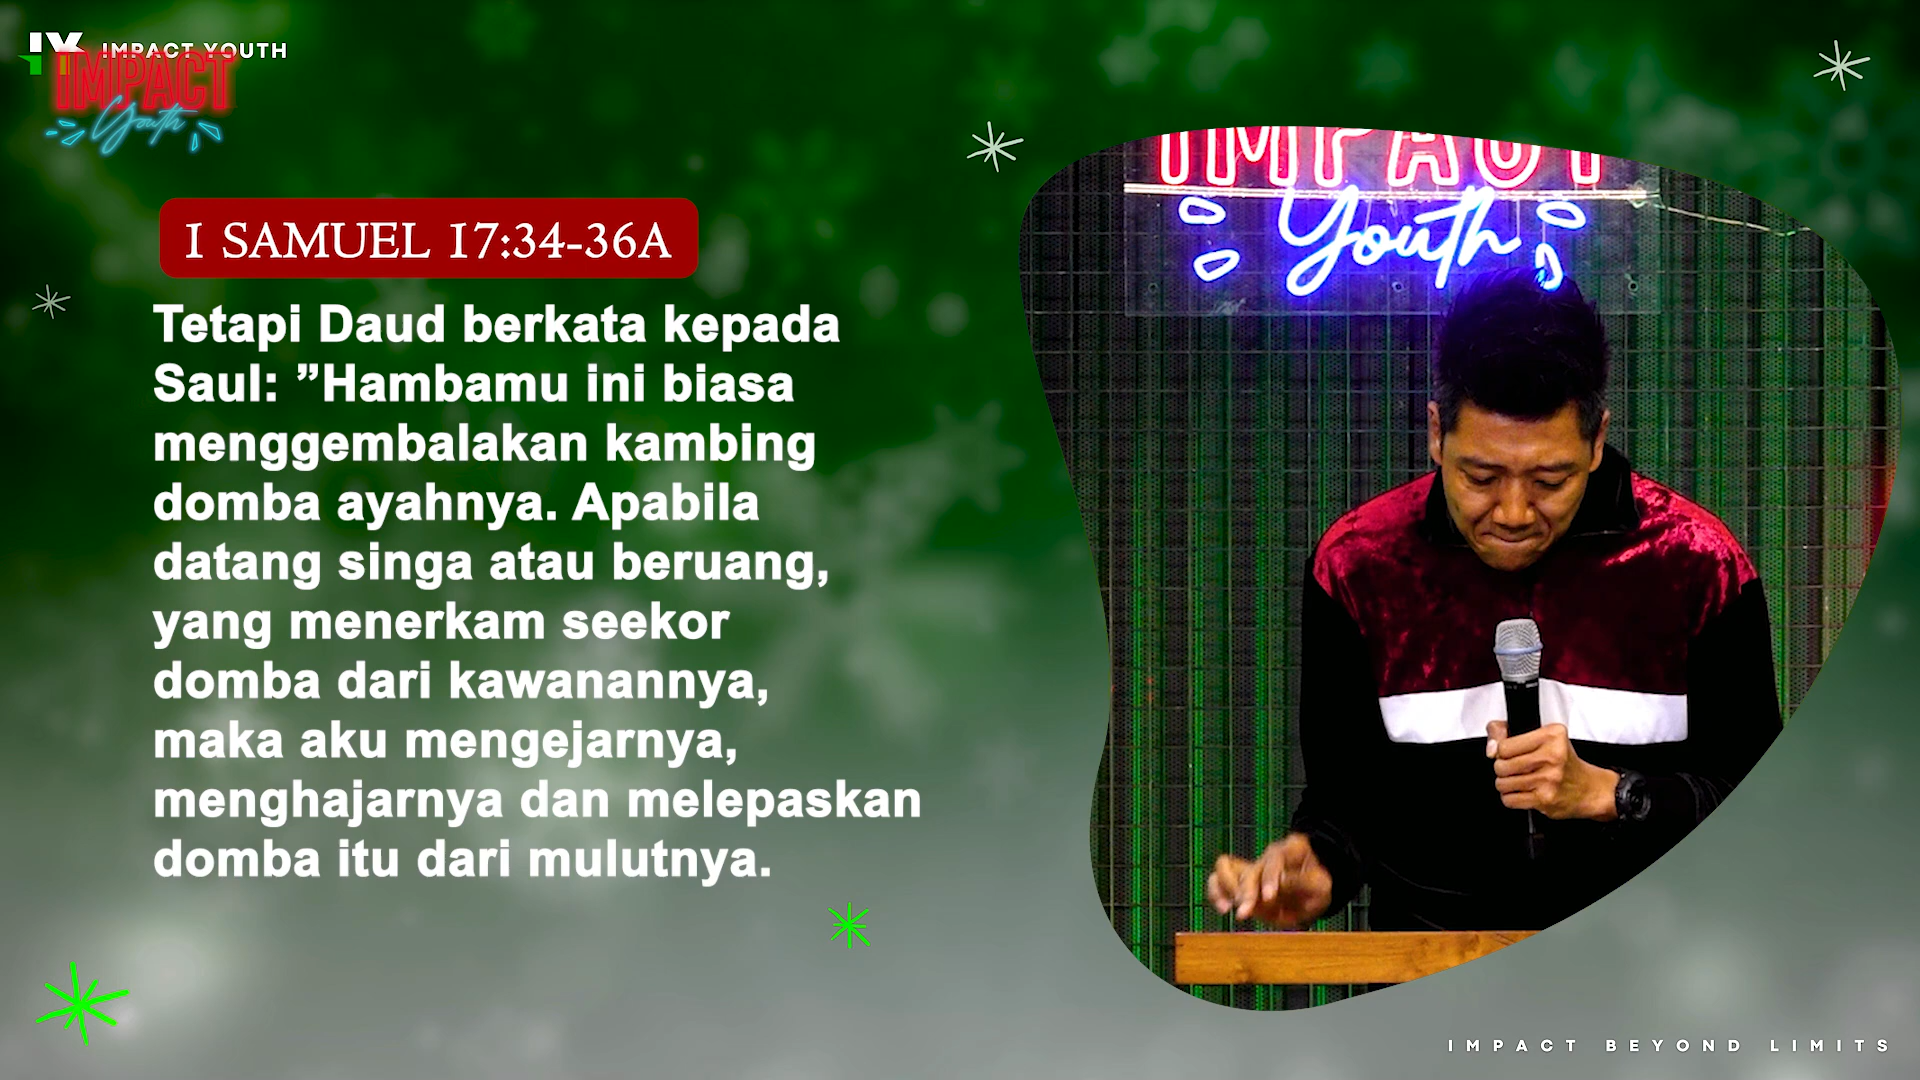 IMPACT YOUTH
IMPACT
Youth
1 SAMUEL 17:34-36A
Tetapi Daud berkata kepada
Saul: ”Hambamu ini biasa
menggembalakan kambing
domba ayahnya. Apabila
datang singa atau beruang,
yang menerkam seekor
domba dari kawanannya,
maka aku mengejarnya,
menghajarnya dan melepaskan
domba itu dari mulutnya.
IMPACT
Youth
IMPACT BEYOND LIMITS